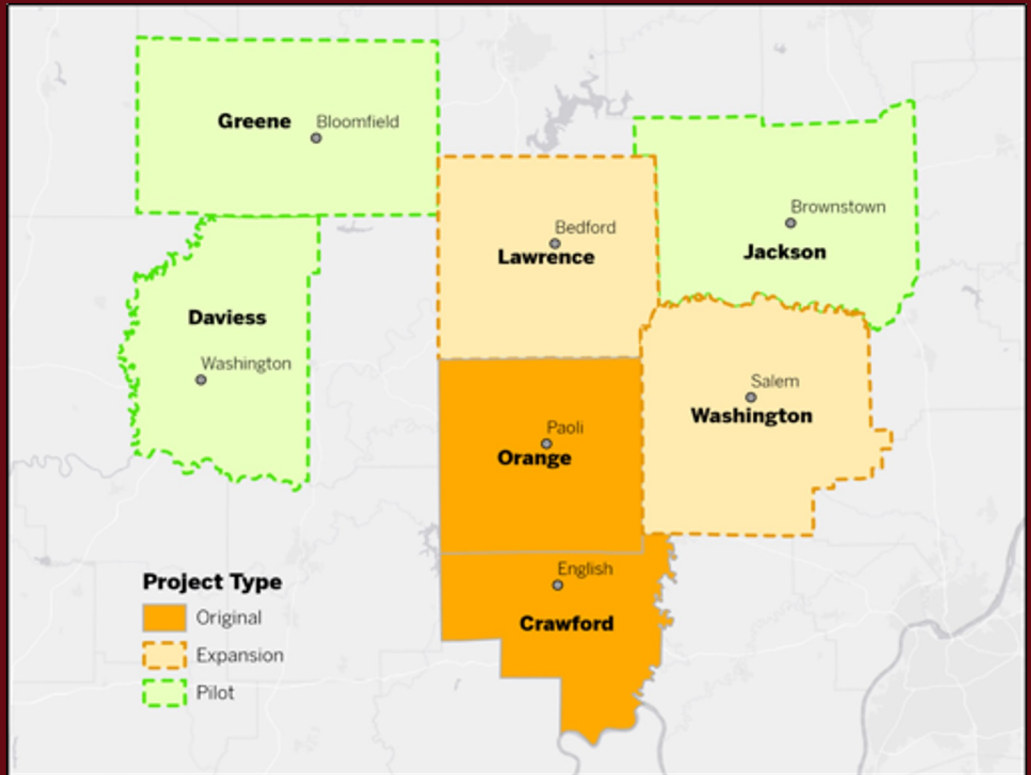 Greene
Bloomfield
Brownstown
Jackson
Bedford
Lawrence
Daviess
Washington
Salem
Washington
Paoli
Orange
English
Crawford
Project Type
Original
Expansion
Pilot